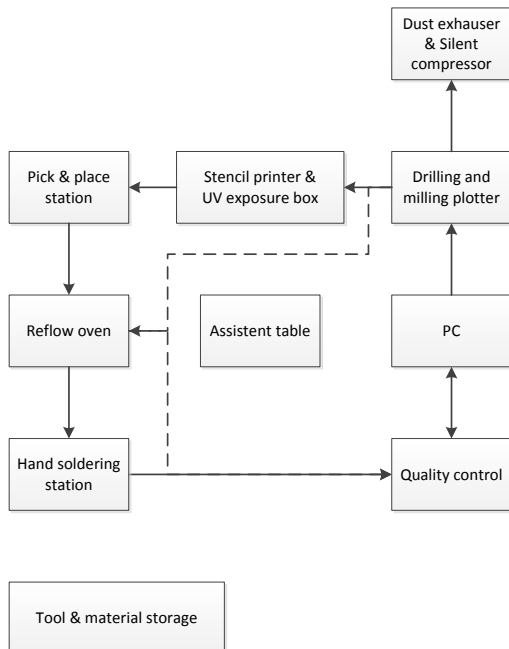 Dust exhauser
& Silent
compressor
Pick & place
station
Stencil printer &
UV exposure box
Drilling and
milling plotter
Reflow oven
Assistent table
PC
Hand soldering
station
Quality control
Tool & material storage